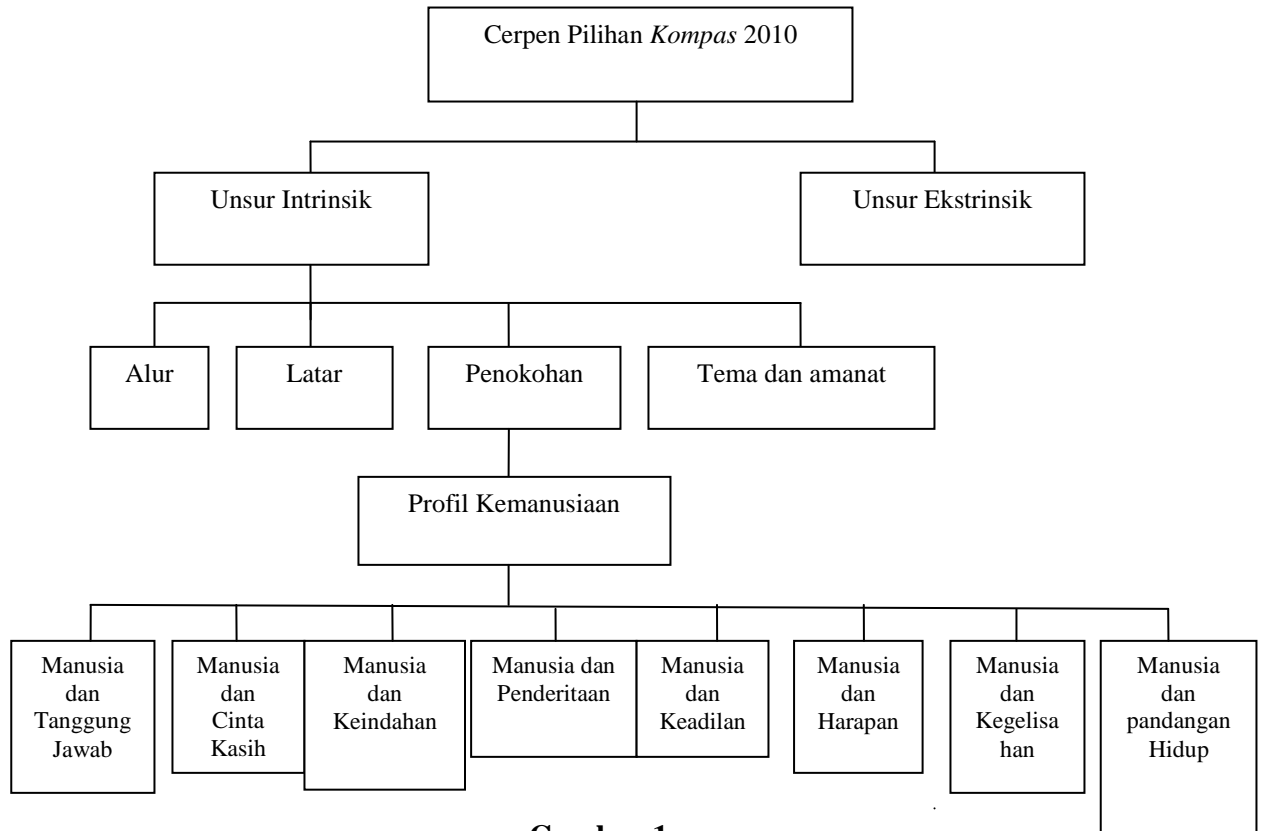 Cerpen Pilihan Kompas 2010
Unsur Intrinsik
Unsur Ekstrinsik
Alur
Latar
Penokohan
Tema dan amanat
Profil Kemanusiaan
Manusia
dan
Tanggung
Jawab
Manusia
dan
Cinta
Kasih
Manusia
dan
Keindahan
Manusia dan
Penderitaan
Manusia
dan
Keadilan
Manusia
dan
Harapan
Manusia
dan
Kegelisa
han
Manusia
dan
pandangan
Hidup